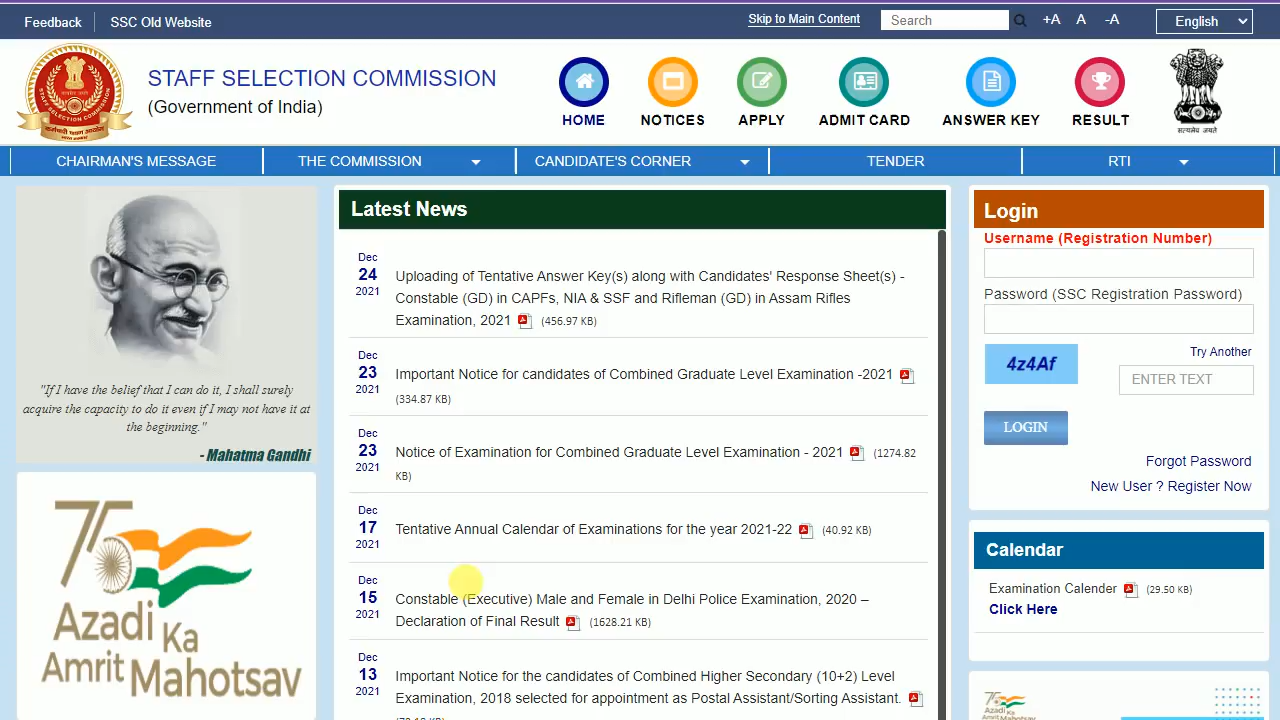 Feedback
SSC Old Website
Skip to Main Content
Search
+A A -A
English
STAFF SELECTION COMMISSION
(Government of India)
HOME
NOTICES
APPLY
ADMIT CARD
ANSWER KEY
RESULT
सत्यमेव जयते
CHAIRMAN'S MESSAGE
THE COMMISSION
CANDIDATE'S CORNER
TENDER
RTI
"If I have the belief that I can do it, I shall surely
acquire the capacity to do it even if I may not have it at
the beginning."
- Mahatma Gandhi
75
Azadi Ka
Amrit Mahotsav
Latest News
Dec
24
2021
Uploading of Tentative Answer Key(s) along with Candidates' Response Sheet(s) -
Constable (GD) in CAPFs, NIA & SSF and Rifleman (GD) in Assam Rifles
Examination, 2021 (456.97 KB)
Dec
23
2021
Important Notice for candidates of Combined Graduate Level Examination -2021
(334.87 KB)
Dec
23
2021
Notice of Examination for Combined Graduate Level Examination - 2021 (1274.82
KB)
Dec
17
2021
Tentative Annual Calendar of Examinations for the year 2021-22 (40.92 KB)
Dec
15
2021
Constable (Executive) Male and Female in Delhi Police Examination, 2020 –
Declaration of Final Result (1628.21 KB)
Dec
13
2021
Important Notice for the candidates of Combined Higher Secondary (10+2) Level
Examination, 2018 selected for appointment as Postal Assistant/Sorting Assistant.
Login
Username (Registration Number)
Password (SSC Registration Password)
4z4Af
Try Another
ENTER TEXT
LOGIN
Forgot Password
New User ? Register Now
Calendar
Examination Calender (29.50 KB)
Click Here
Azadi Ka